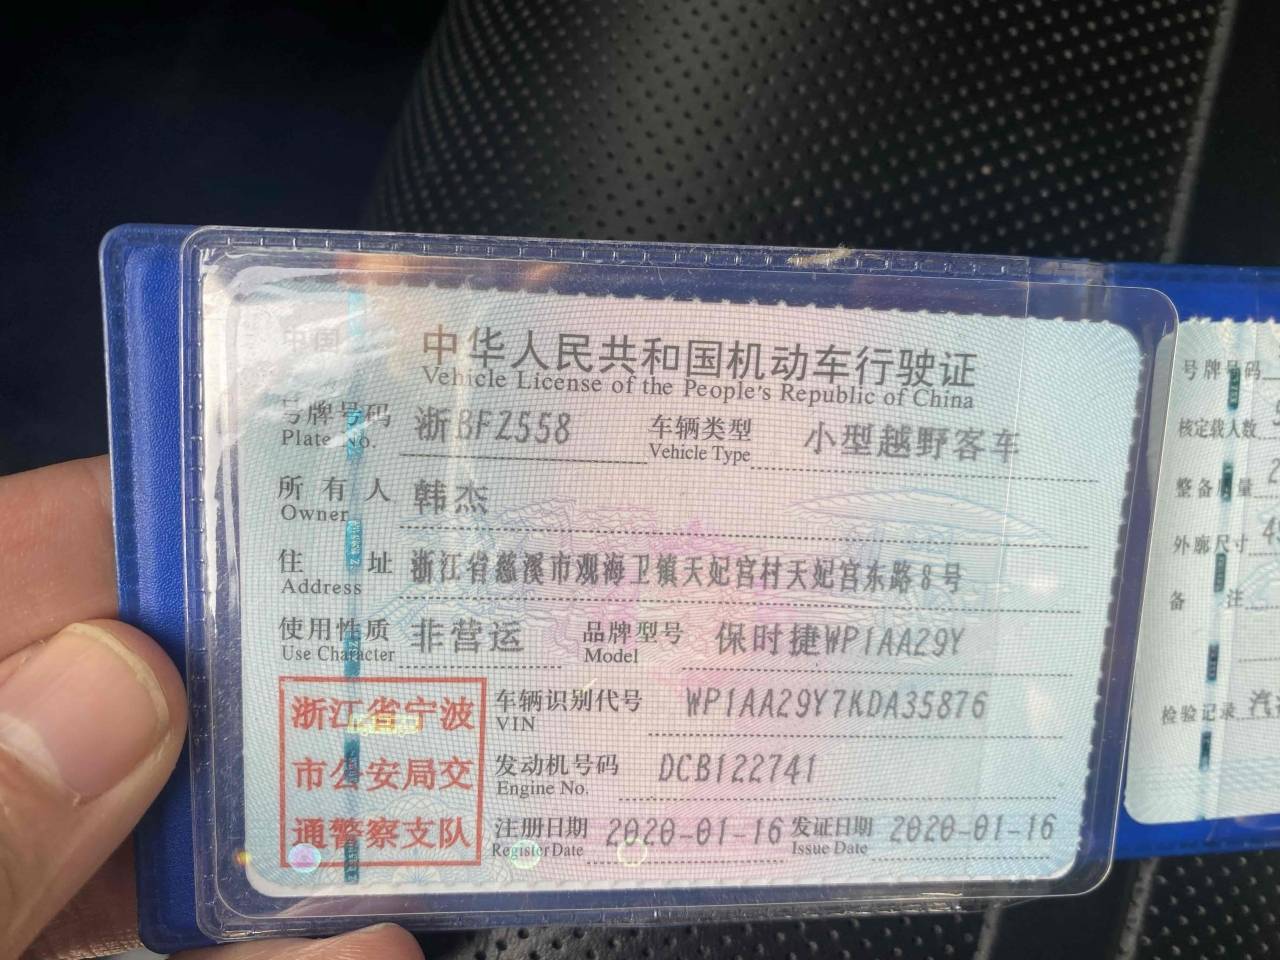 中国
中华人民共和国机动车行驶证
Vehicle License of the People's Republic of China
号牌号码 浙BFZ558 车辆类型 小型越野客车
Plate No. Vehicle Type
所有人 韩杰
Owner
住址 浙江省慈溪市观海卫镇天妃宫村天妃宫东路8号
Address
使用性质 非营运 品牌型号 保时捷WP1AA29Y
Use Character Model
浙江省宁波
市公安局交
通警察支队
车辆识别代号 WP1AA29Y7KDA35876
VIN
发动机号码 DCB122741
Engine No.
注册日期 2020-01-16 发证日期 2020-01-16
Register Date Issue Date
号牌号码
核定载人数
整备质量 2
外廓尺寸 4
备注
检验记录 汽